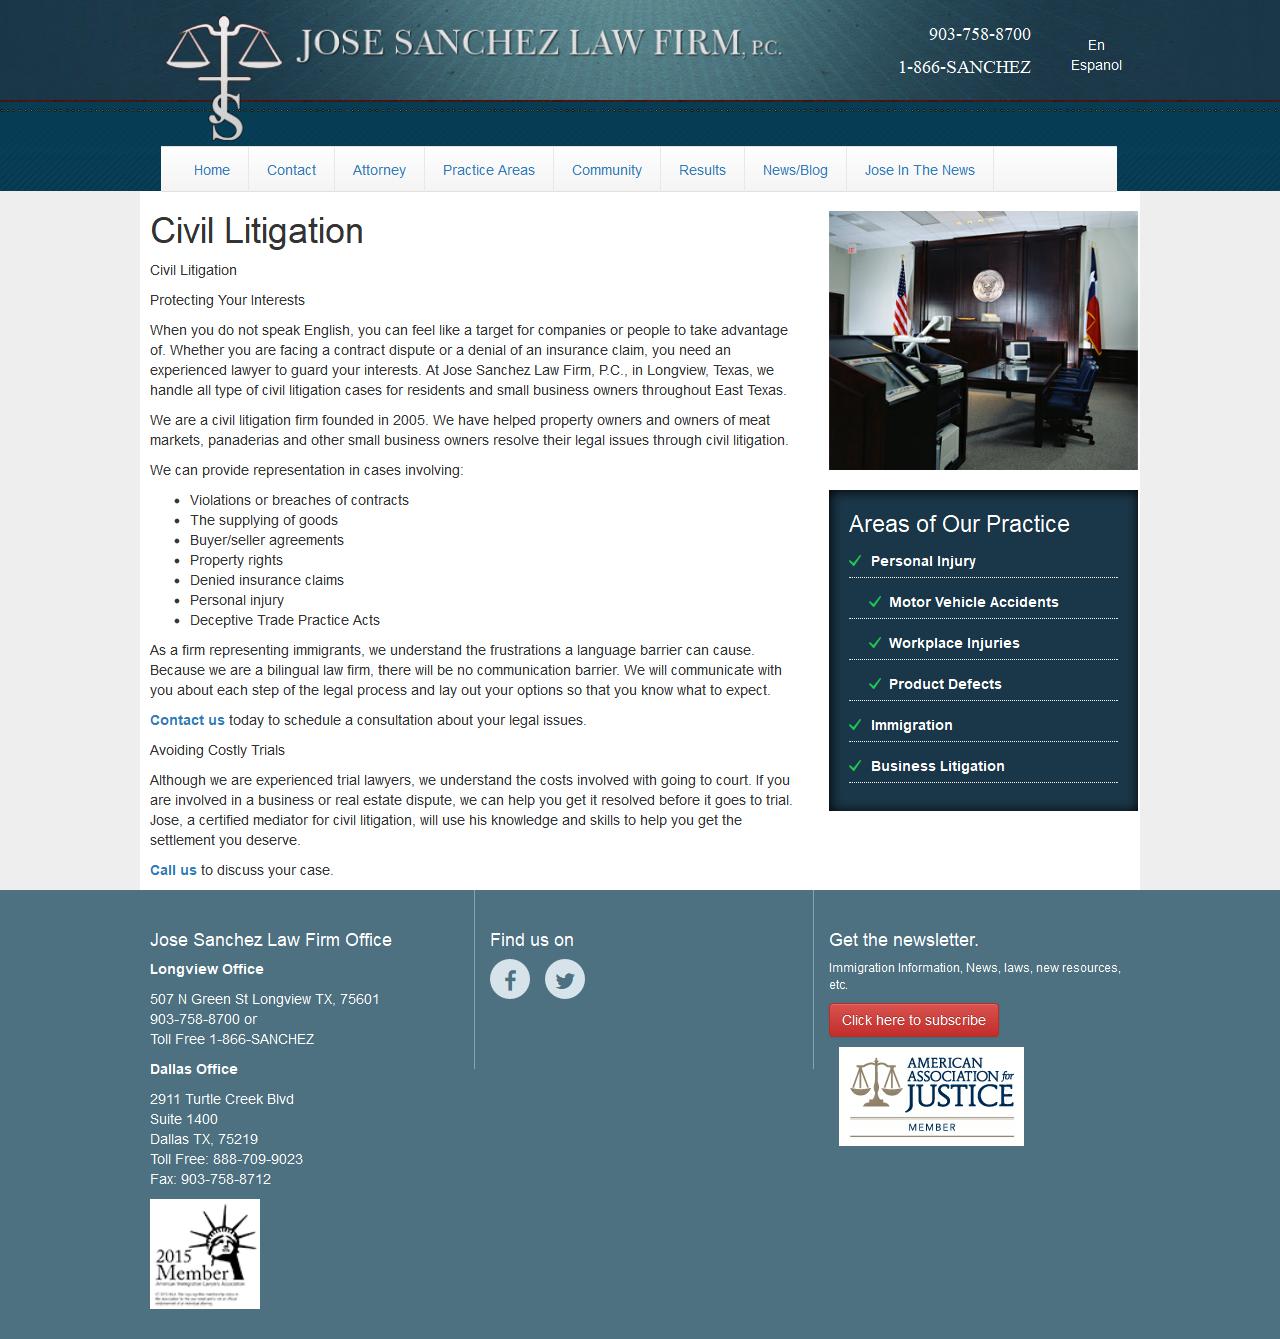 JOSE SANCHEZ LAW FIRM, P.C.
903-758-8700
1-866-SANCHEZ
En
Espanol
JS
Home
Contact
Attorney
Practice Areas
Community
Results
News/Blog
Jose In The News
Civil Litigation
Civil Litigation
Protecting Your Interests
When you do not speak English, you can feel like a target for companies or people to take advantage
of. Whether you are facing a contract dispute or a denial of an insurance claim, you need an
experienced lawyer to guard your interests. At Jose Sanchez Law Firm, P.C., in Longview, Texas, we
handle all type of civil litigation cases for residents and small business owners throughout East Texas.
We are a civil litigation firm founded in 2005. We have helped property owners and owners of meat
markets, panaderias and other small business owners resolve their legal issues through civil litigation.
We can provide representation in cases involving:
Violations or breaches of contracts
The supplying of goods
Buyer/seller agreements
Property rights
Denied insurance claims
Personal injury
Deceptive Trade Practice Acts
As a firm representing immigrants, we understand the frustrations a language barrier can cause.
Because we are a bilingual law firm, there will be no communication barrier. We will communicate with
you about each step of the legal process and lay out your options so that you know what to expect.
Contact us today to schedule a consultation about your legal issues.
Avoiding Costly Trials
Although we are experienced trial lawyers, we understand the costs involved with going to court. If you
are involved in a business or real estate dispute, we can help you get it resolved before it goes to trial.
Jose, a certified mediator for civil litigation, will use his knowledge and skills to help you get the
settlement you deserve.
Call us to discuss your case.
Areas of Our Practice
Personal Injury
Motor Vehicle Accidents
Workplace Injuries
Product Defects
Immigration
Business Litigation
Jose Sanchez Law Firm Office
Longview Office
507 N Green St Longview TX, 75601
903-758-8700 or
Toll Free 1-866-SANCHEZ
Dallas Office
2911 Turtle Creek Blvd
Suite 1400
Dallas TX, 75219
Toll Free: 888-709-9023
Fax: 903-758-8712
2015
Member
American Immigration Lawyers Association
Find us on
Get the newsletter.
Immigration Information, News, laws, new resources,
etc.
Click here to subscribe
AMERICAN
ASSOCIATION for
JUSTICE
MEMBER